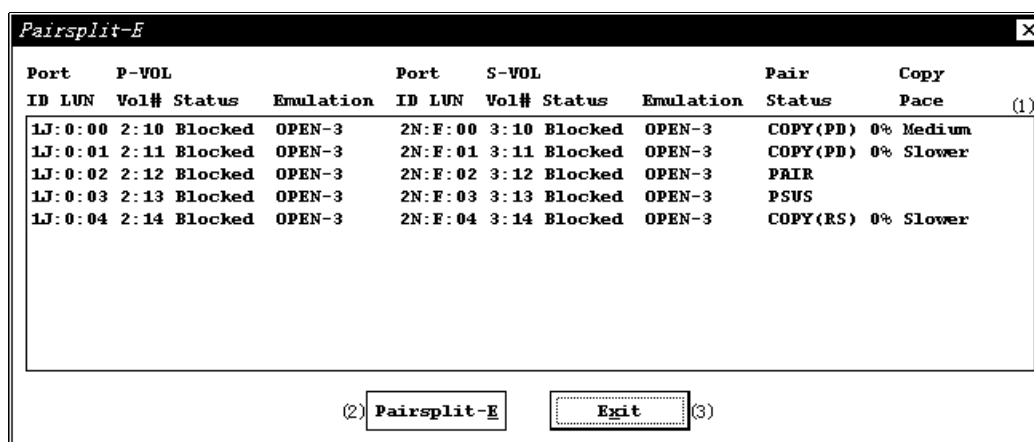 Pairsplit-E
Port P-VOL Port S-VOL Pair Copy
ID LUN Vol# Status Emulation ID LUN Vol# Status Emulation Status Pace (1)
1J:0:00 2:10 Blocked OPEN-3 2N:F:00 3:10 Blocked OPEN-3 COPY(PD) 0% Medium
1J:0:01 2:11 Blocked OPEN-3 2N:F:01 3:11 Blocked OPEN-3 COPY(PD) 0% Slower
1J:0:02 2:12 Blocked OPEN-3 2N:F:02 3:12 Blocked OPEN-3 PAIR
1J:0:03 2:13 Blocked OPEN-3 2N:F:03 3:13 Blocked OPEN-3 PSUS
1J:0:04 2:14 Blocked OPEN-3 2N:F:04 3:14 Blocked OPEN-3 COPY(RS) 0% Slower
(2) Pairsplit-E Exit (3)